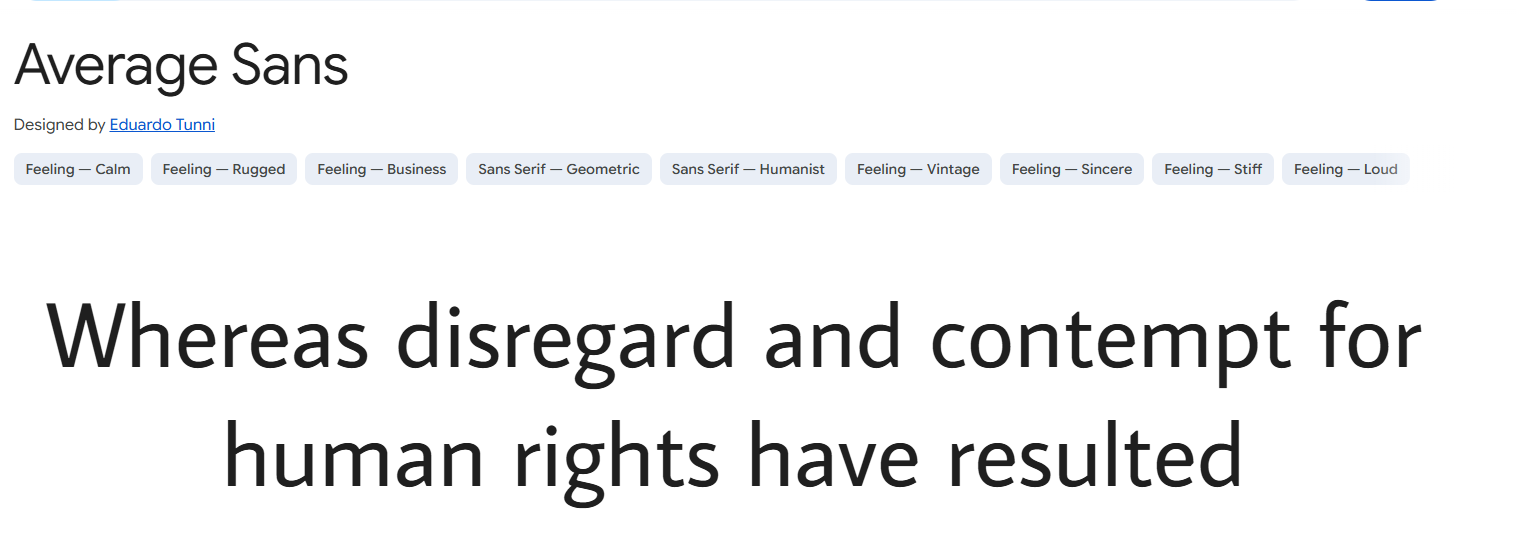 Average Sans
Designed by Eduardo Tunni
Feeling — Calm Feeling — Rugged Feeling — Business Sans Serif — Geometric Sans Serif — Humanist Feeling — Vintage Feeling — Sincere Feeling — Stiff Feeling — Loud
Whereas disregard and contempt for
human rights have resulted